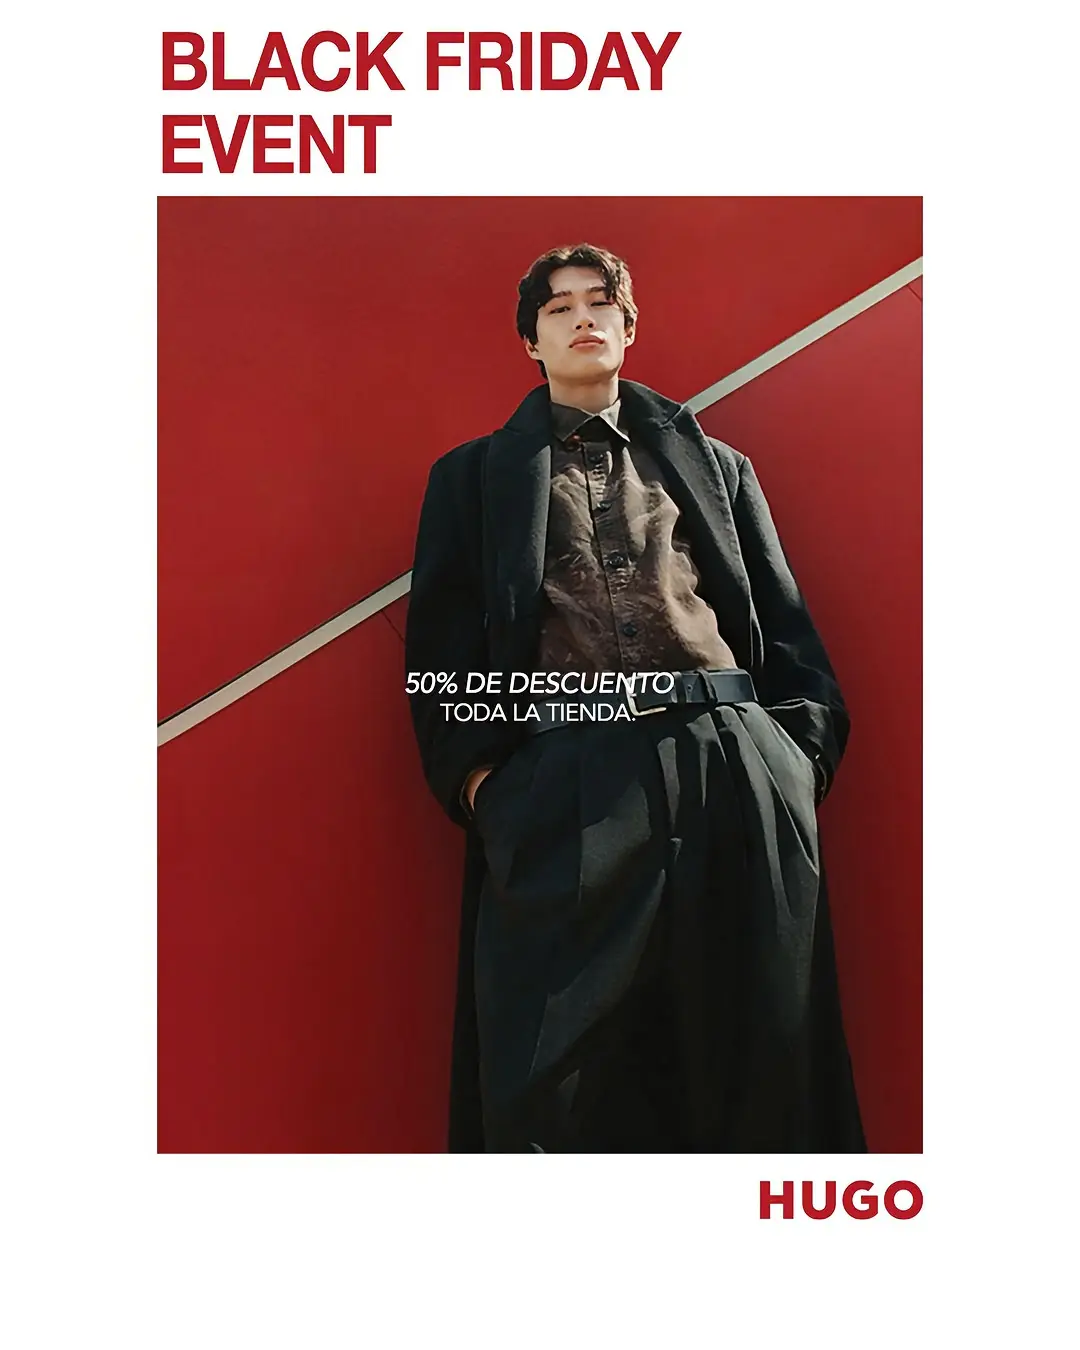 BLACK FRIDAY
EVENT
50% DE DESCUENTO
TODA LA TIENDA.
HUGO